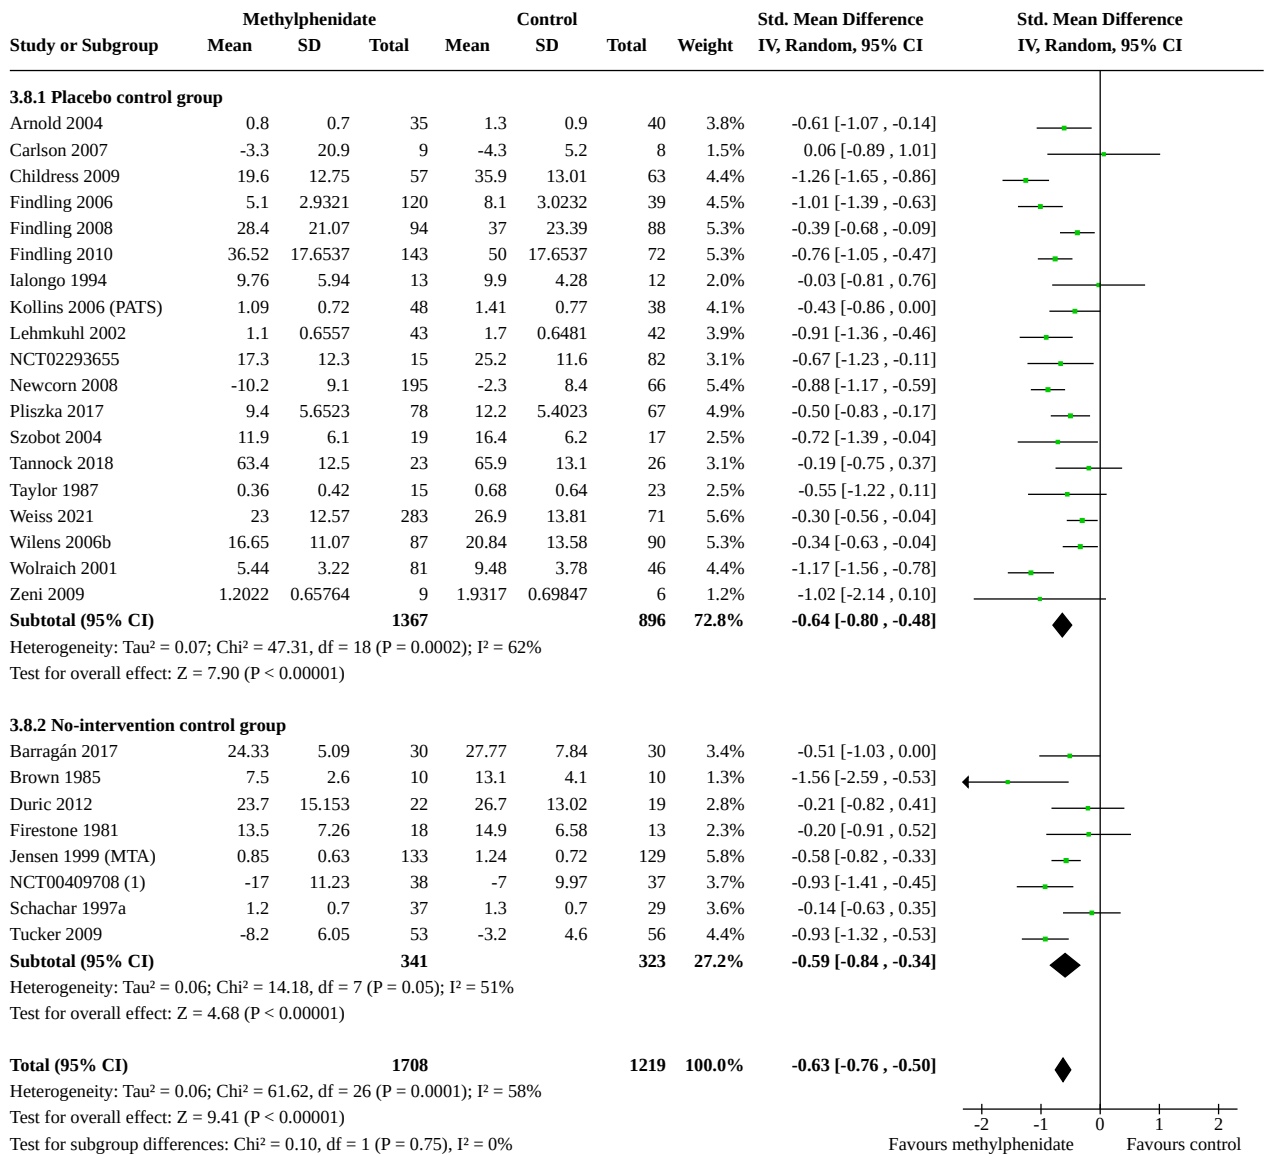 Methylphenidate Control Std. Mean Difference Std. Mean Difference
Study or Subgroup Mean SD Total Mean SD Total Weight IV, Random, 95% CI IV, Random, 95% CI
3.8.1 Placebo control group
Arnold 2004 0.8 0.7 35 1.3 0.9 40 3.8% -0.61 [-1.07 , -0.14]
Carlson 2007 -3.3 20.9 9 -4.3 5.2 8 1.5% 0.06 [-0.89 , 1.01]
Childress 2009 19.6 12.75 57 35.9 13.01 63 4.4% -1.26 [-1.65 , -0.86]
Findling 2006 5.1 2.9321 120 8.1 3.0232 39 4.5% -1.01 [-1.39 , -0.63]
Findling 2008 28.4 21.07 94 37 23.39 88 5.3% -0.39 [-0.68 , -0.09]
Findling 2010 36.52 17.6537 143 50 17.6537 72 5.3% -0.76 [-1.05 , -0.47]
Ialongo 1994 9.76 5.94 13 9.9 4.28 12 2.0% -0.03 [-0.81 , 0.76]
Kollins 2006 (PATS) 1.09 0.72 48 1.41 0.77 38 4.1% -0.43 [-0.86 , 0.00]
Lehmkuhl 2002 1.1 0.6557 43 1.7 0.6481 42 3.9% -0.91 [-1.36 , -0.46]
NCT02293655 17.3 12.3 15 25.2 11.6 82 3.1% -0.67 [-1.23 , -0.11]
Newcorn 2008 -10.2 9.1 195 -2.3 8.4 66 5.4% -0.88 [-1.17 , -0.59]
Pliszka 2017 9.4 5.6523 78 12.2 5.4023 67 4.9% -0.50 [-0.83 , -0.17]
Szobot 2004 11.9 6.1 19 16.4 6.2 17 2.5% -0.72 [-1.39 , -0.04]
Tannock 2018 63.4 12.5 23 65.9 13.1 26 3.1% -0.19 [-0.75 , 0.37]
Taylor 1987 0.36 0.42 15 0.68 0.64 23 2.5% -0.55 [-1.22 , 0.11]
Weiss 2021 23 12.57 283 26.9 13.81 71 5.6% -0.30 [-0.56 , -0.04]
Wilens 2006b 16.65 11.07 87 20.84 13.58 90 5.3% -0.34 [-0.63 , -0.04]
Wolraich 2001 5.44 3.22 81 9.48 3.78 46 4.4% -1.17 [-1.56 , -0.78]
Zeni 2009 1.2022 0.65764 9 1.9317 0.69847 6 1.2% -1.02 [-2.14 , 0.10]
Subtotal (95% CI) 1367 896 72.8% -0.64 [-0.80 , -0.48]
Heterogeneity: Tau² = 0.07; Chi² = 47.31, df = 18 (P = 0.0002); I² = 62%
Test for overall effect: Z = 7.90 (P < 0.00001)
3.8.2 No-intervention control group
Barragán 2017 24.33 5.09 30 27.77 7.84 30 3.4% -0.51 [-1.03 , 0.00]
Brown 1985 7.5 2.6 10 13.1 4.1 10 1.3% -1.56 [-2.59 , -0.53]
Duric 2012 23.7 15.153 22 26.7 13.02 19 2.8% -0.21 [-0.82 , 0.41]
Firestone 1981 13.5 7.26 18 14.9 6.58 13 2.3% -0.20 [-0.91 , 0.52]
Jensen 1999 (MTA) 0.85 0.63 133 1.24 0.72 129 5.8% -0.58 [-0.82 , -0.33]
NCT00409708 (1) -17 11.23 38 -7 9.97 37 3.7% -0.93 [-1.41 , -0.45]
Schachar 1997a 1.2 0.7 37 1.3 0.7 29 3.6% -0.14 [-0.63 , 0.35]
Tucker 2009 -8.2 6.05 53 -3.2 4.6 56 4.4% -0.93 [-1.32 , -0.53]
Subtotal (95% CI) 341 323 27.2% -0.59 [-0.84 , -0.34]
Heterogeneity: Tau² = 0.06; Chi² = 14.18, df = 7 (P = 0.05); I² = 51%
Test for overall effect: Z = 4.68 (P < 0.00001)
Total (95% CI) 1708 1219 100.0% -0.63 [-0.76 , -0.50]
Heterogeneity: Tau² = 0.06; Chi² = 61.62, df = 26 (P = 0.0001); I² = 58%
Test for overall effect: Z = 9.41 (P < 0.00001)
-2 -1 0 1 2
Test for subgroup differences: Chi² = 0.10, df = 1 (P = 0.75), I² = 0%
Favours methylphenidate Favours control